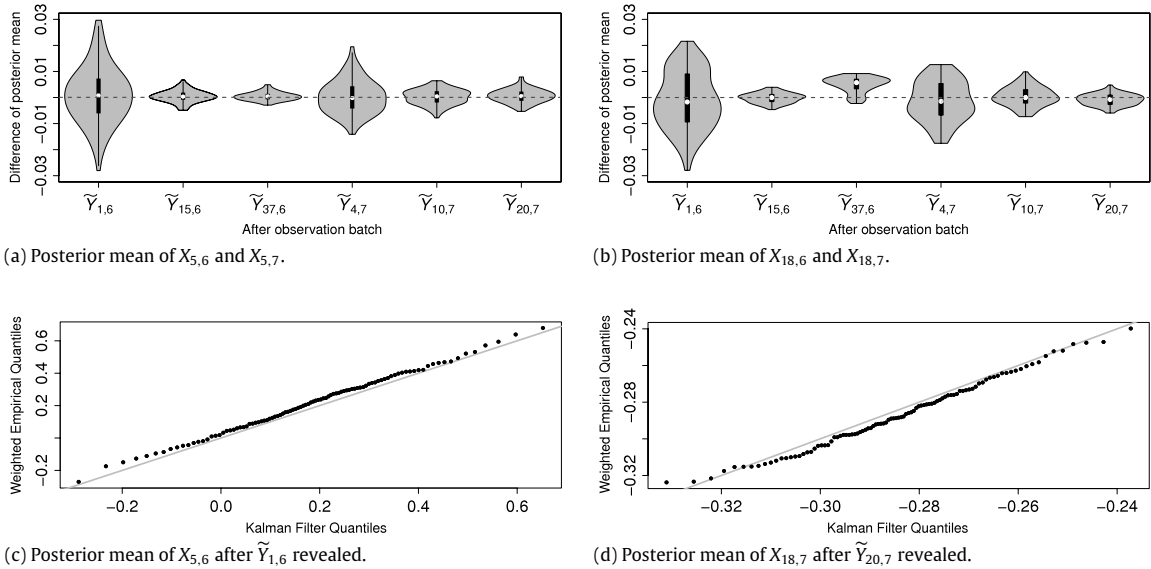 Difference of posterior mean
0.03
0.01
−0.01
−0.03
Ỹ1,6
Ỹ15,6
Ỹ37,6
Ỹ4,7
Ỹ10,7
Ỹ20,7
After observation batch
(a) Posterior mean of X5,6 and X5,7.
Difference of posterior mean
0.03
0.01
−0.01
−0.03
Ỹ1,6
Ỹ15,6
Ỹ37,6
Ỹ4,7
Ỹ10,7
Ỹ20,7
After observation batch
(b) Posterior mean of X18,6 and X18,7.
Weighted Empirical Quantiles
0.6
0.4
0.2
−0.2
−0.2
0.0
0.2
0.4
0.6
Kalman Filter Quantiles
(c) Posterior mean of X5,6 after Ỹ1,6 revealed.
Weighted Empirical Quantiles
−0.24
−0.28
−0.32
−0.32
−0.30
−0.28
−0.26
−0.24
Kalman Filter Quantiles
(d) Posterior mean of X18,7 after Ỹ20,7 revealed.